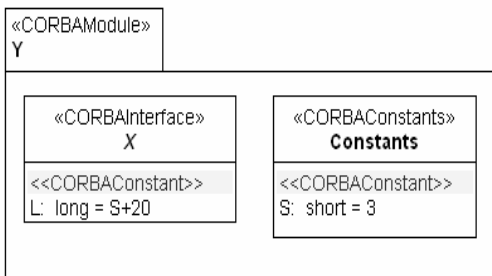 «CORBAModule»
Y
«CORBAInterface»
X
<<CORBAConstant>>
L: long = S+20
«CORBAConstants»
Constants
<<CORBAConstant>>
S: short = 3